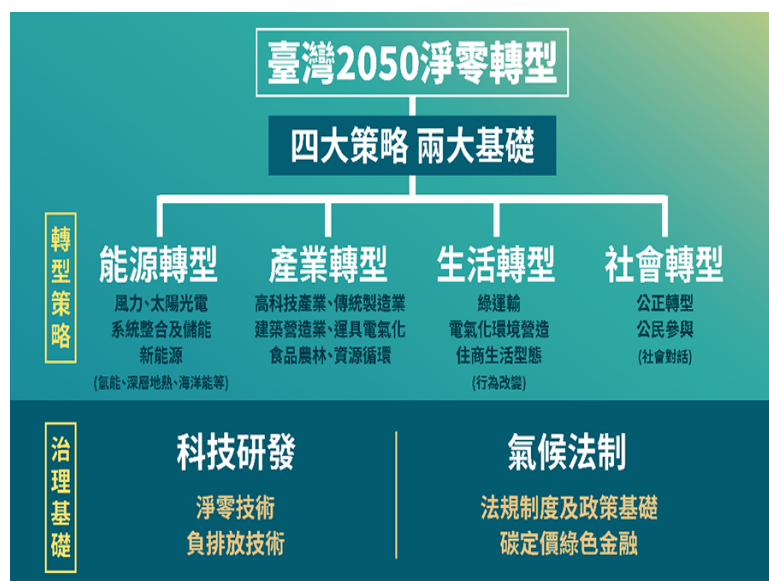 臺灣2050淨零轉型
四大策略 兩大基礎
轉型策略
能源轉型
風力、太陽光電
系統整合及儲能
新能源
(氫能、深層地熱、海洋能等)
產業轉型
高科技產業、傳統製造業
建築營造業、運具電氣化
食品農林、資源循環
生活轉型
綠運輸
電氣化環境營造
住商生活型態
(行為改變)
社會轉型
公正轉型
公民參與
(社會對話)
治理基礎
科技研發
淨零技術
負排放技術
氣候法制
法規制度及政策基礎
碳定價綠色金融